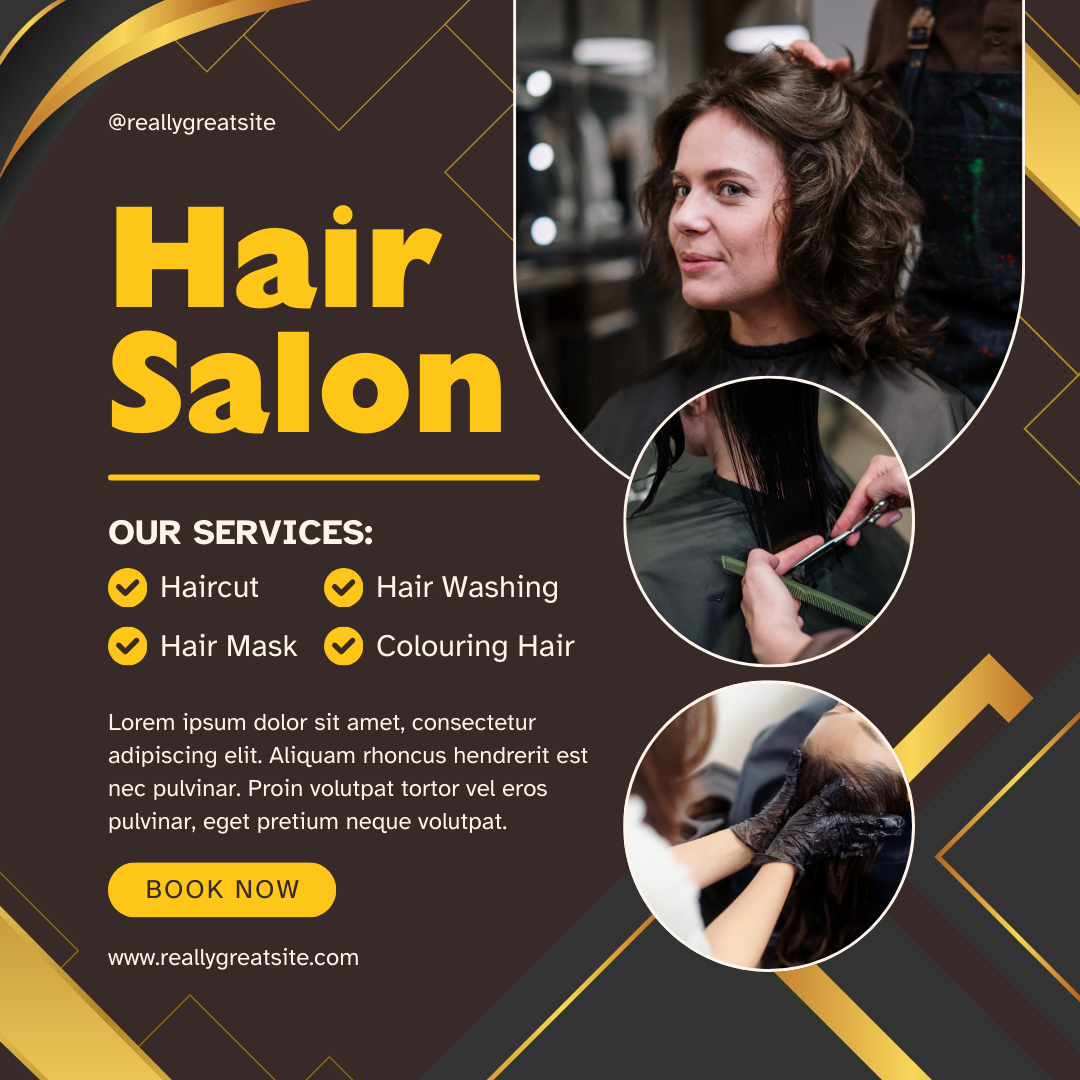 @reallygreatsite
Hair
Salon
OUR SERVICES:
Haircut
Hair Washing
Hair Mask
Colouring Hair
Lorem ipsum dolor sit amet, consectetur
adipiscing elit. Aliquam rhoncus hendrerit est
nec pulvinar. Proin volutpat tortor vel eros
pulvinar, eget pretium neque volutpat.
BOOK NOW
www.reallygreatsite.com